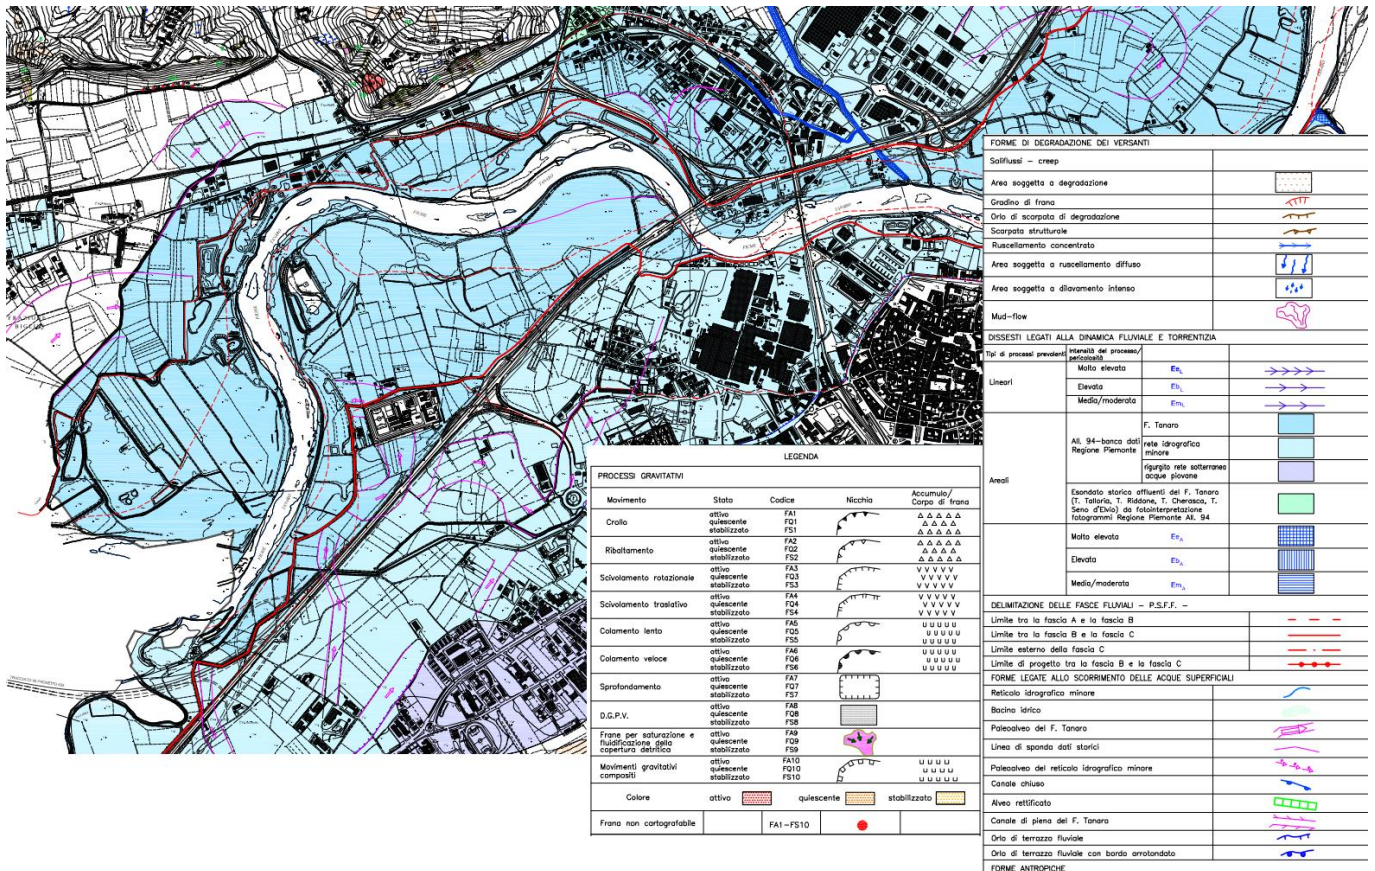 FORME DI DEGRADAZIONE DEI VERSANTI
Soliflussi – creep
Area soggetta a degradazione
Gradino di frana
Orlo di scarpata di degradazione
Scarpata strutturale
Ruscellamento concentrato
Area soggetta a ruscellamento diffuso
Area soggetta a dilavamento intenso
Mud-flow
DISSESTI LEGATI ALLA DINAMICA FLUVIALE E TORRENTIZIA
Tipi di processi prevalenti
Intensità del processo/
pericolosità
Lineari
Molto elevata EeL
Elevata EbL
Media/moderata EmL
Areali
All. 94-banca dati
Regione Piemonte
F. Tanaro
rete idrografica
minore
rigurgito rete sotterranea
acque piovane
Esondato storico affluenti del F. Tanaro
(T. Talloria, T. Riddone, T. Cherasca, T.
Seno d'Elvio) da fotointerpretazione
fotogrammi Regione Piemonte All. 94
Molto elevata EeA
Elevata EbA
Media/moderata EmA
DELIMITAZIONE DELLE FASCE FLUVIALI – P.S.F.F. –
Limite tra la fascia A e la fascia B
Limite tra la fascia B e la fascia C
Limite esterno della fascia C
Limite di progetto tra la fascia B e la fascia C
FORME LEGATE ALLO SCORRIMENTO DELLE ACQUE SUPERFICIALI
Reticolo idrografico minore
Bacino idrico
Paleoalveo del F. Tanaro
Linea di sponda dati storici
Paleoalveo del reticolo idrografico minore
Canale chiuso
Alveo rettificato
Canale di piena del F. Tanaro
Orlo di terrazzo fluviale
Orlo di terrazzo fluviale con bordo arrotondato
FORME ANTROPICHE
LEGENDA
PROCESSI GRAVITATIVI
Movimento Stato Codice Nicchia Accumulo/
Corpo di frana
Crollo
attivo FA1
quiescente FQ1
stabilizzato FS1
Ribaltamento
attivo FA2
quiescente FQ2
stabilizzato FS2
Scivolamento rotazionale
attivo FA3
quiescente FQ3
stabilizzato FS3
Scivolamento traslativo
attivo FA4
quiescente FQ4
stabilizzato FS4
Colamento lento
attivo FA5
quiescente FQ5
stabilizzato FS5
Colamento veloce
attivo FA6
quiescente FQ6
stabilizzato FS6
Sprofondamento
attivo FA7
quiescente FQ7
stabilizzato FS7
D.G.P.V.
attivo FA8
quiescente FQ8
stabilizzato FS8
Frane per saturazione e
fluidificazione della
copertura detritica
attivo FA9
quiescente FQ9
stabilizzato FS9
Movimenti gravitativi
compositi
attivo FA10
quiescente FQ10
stabilizzato FS10
Colore attivo quiescente stabilizzato
Frana non cartografabile FA1-FS10